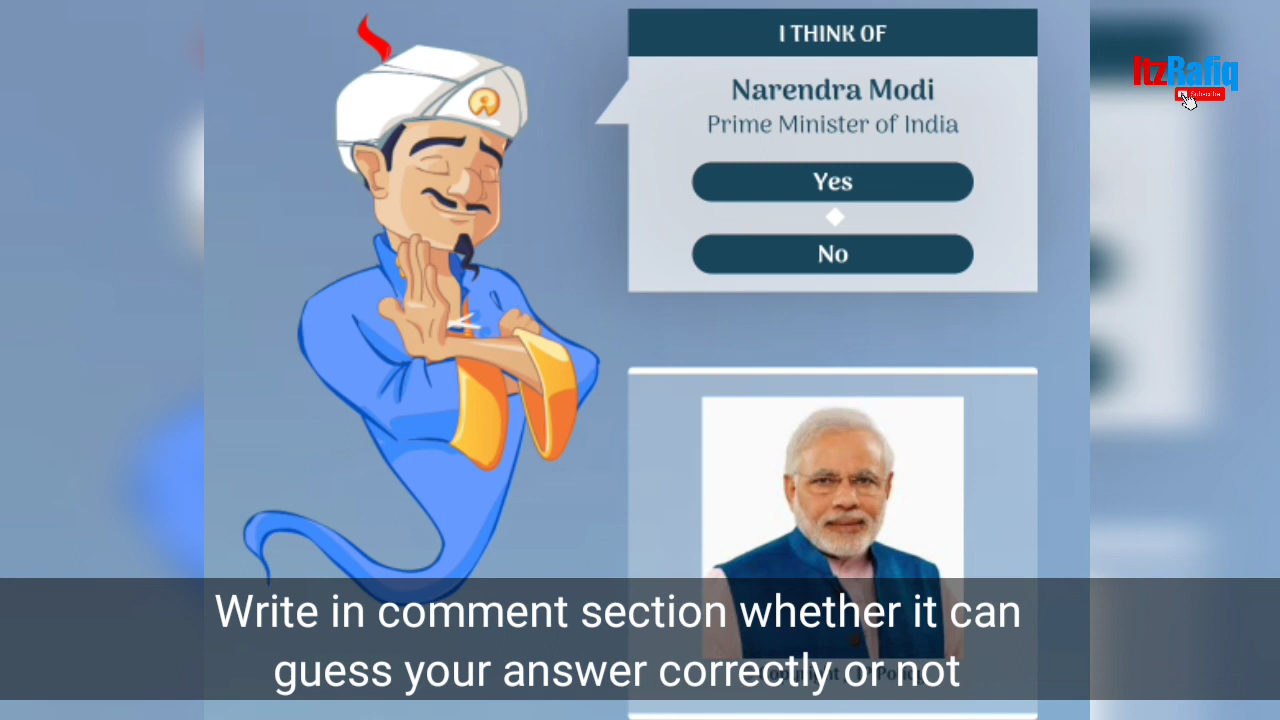 I THINK OF
Narendra Modi
Prime Minister of India
Yes
No
ItzRafiq
Subscribe
Write in comment section whether it can
guess your answer correctly or not